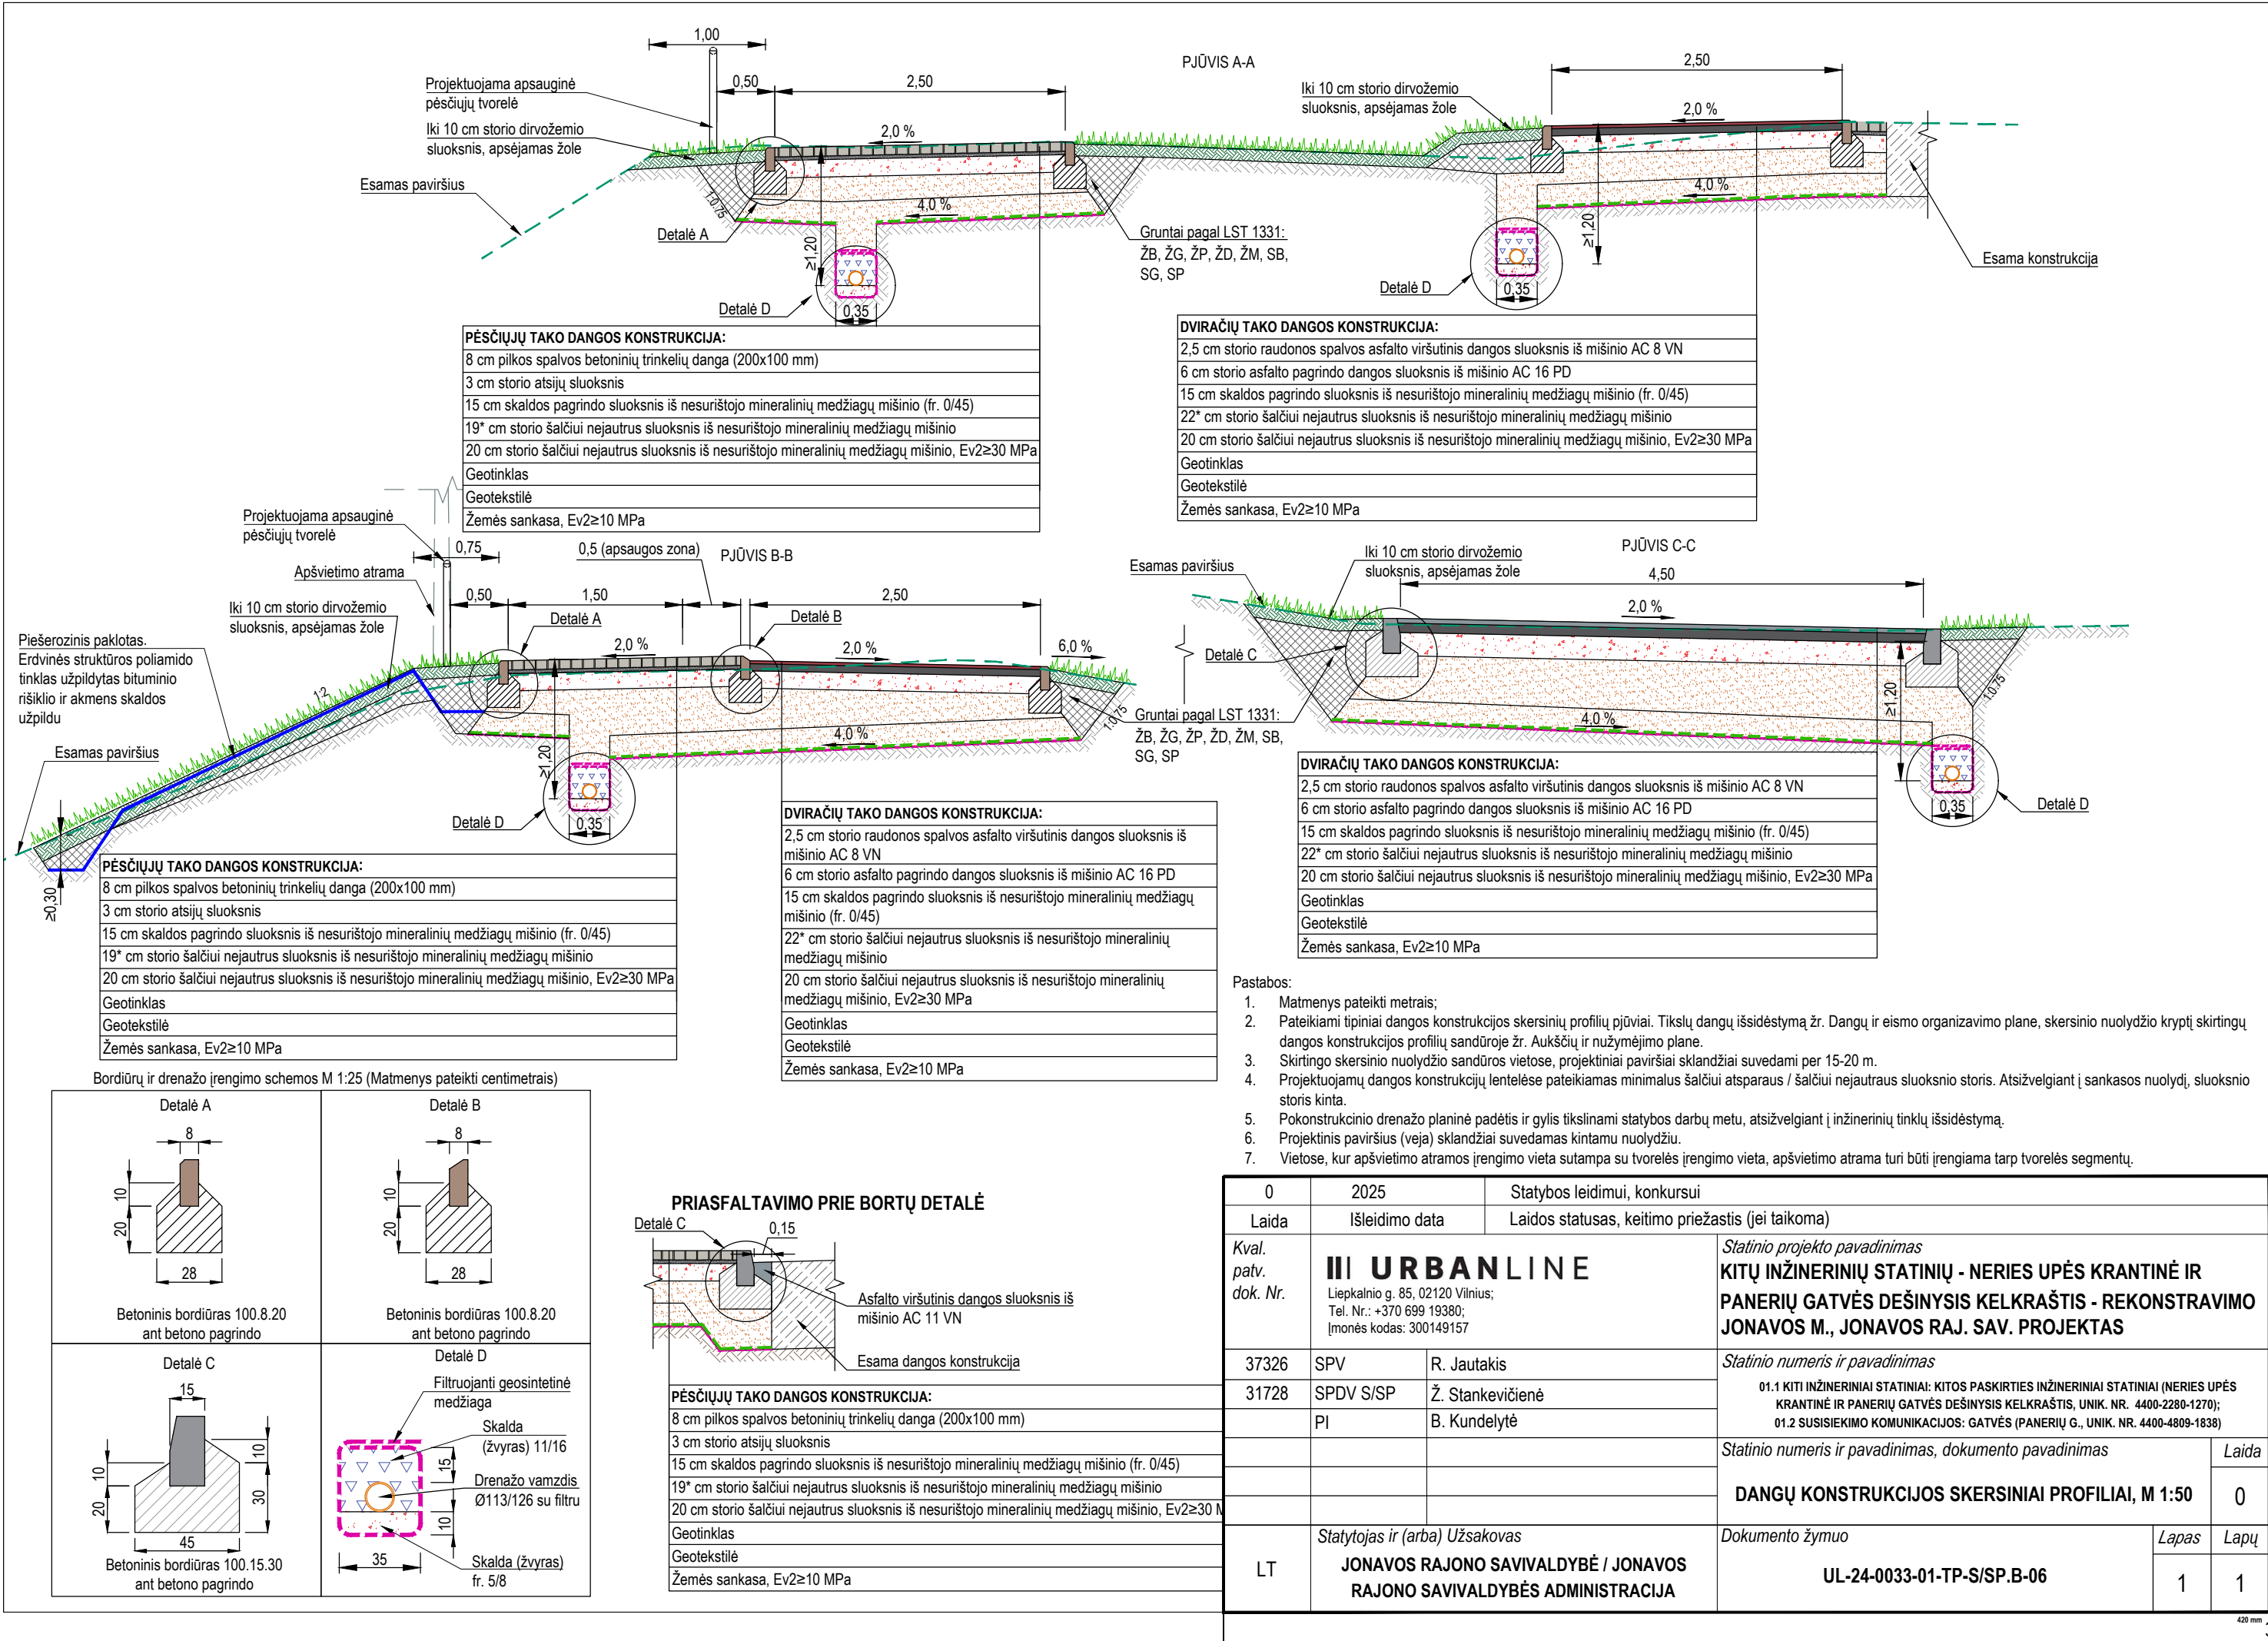 PJŪVIS A-A
1,00
0,50
2,50
2,0 %
Projektuojama apsauginė
pėsčiųjų tvorelė
Iki 10 cm storio dirvožemio
sluoksnis, apsėjamas žole
Esamas paviršius
1:0.75
Detalė A
≥1,20
4,0 %
Detalė D
0,35
Gruntai pagal LST 1331:
ŽB, ŽG, ŽP, ŽD, ŽM, SB,
SG, SP
Iki 10 cm storio dirvožemio
sluoksnis, apsėjamas žole
2,50
2,0 %
4,0 %
≥1,20
Detalė D
0,35
Esama konstrukcija
PĖSČIŲJŲ TAKO DANGOS KONSTRUKCIJA:
8 cm pilkos spalvos betoninių trinkelių danga (200x100 mm)
3 cm storio atsijų sluoksnis
15 cm skaldos pagrindo sluoksnis iš nesurištojo mineralinių medžiagų mišinio (fr. 0/45)
19* cm storio šalčiui nejautrus sluoksnis iš nesurištojo mineralinių medžiagų mišinio
20 cm storio šalčiui nejautrus sluoksnis iš nesurištojo mineralinių medžiagų mišinio, Ev2≥30 MPa
Geotinklas
Geotekstilė
Žemės sankasa, Ev2≥10 MPa
DVIRAČIŲ TAKO DANGOS KONSTRUKCIJA:
2,5 cm storio raudonos spalvos asfalto viršutinis dangos sluoksnis iš mišinio AC 8 VN
6 cm storio asfalto pagrindo dangos sluoksnis iš mišinio AC 16 PD
15 cm skaldos pagrindo sluoksnis iš nesurištojo mineralinių medžiagų mišinio (fr. 0/45)
22* cm storio šalčiui nejautrus sluoksnis iš nesurištojo mineralinių medžiagų mišinio
20 cm storio šalčiui nejautrus sluoksnis iš nesurištojo mineralinių medžiagų mišinio, Ev2≥30 MPa
Geotinklas
Geotekstilė
Žemės sankasa, Ev2≥10 MPa
PJŪVIS B-B
Projektuojama apsauginė
pėsčiųjų tvorelė
0,75
0,5 (apsaugos zona)
Apšvietimo atrama
Iki 10 cm storio dirvožemio
sluoksnis, apsėjamas žole
0,50
1,50
2,50
Detalė A
Detalė B
2,0 %
2,0 %
6,0 %
Piešerozinis paklotas.
Erdvinės struktūros poliamido
tinklas užpildytas bituminio
rišiklio ir akmens skaldos
užpildu
1:2
Esamas paviršius
≥0,30
4,0 %
≥1,20
1:0.75
Detalė D
0,35
Gruntai pagal LST 1331:
ŽB, ŽG, ŽP, ŽD, ŽM, SB,
SG, SP
PĖSČIŲJŲ TAKO DANGOS KONSTRUKCIJA:
8 cm pilkos spalvos betoninių trinkelių danga (200x100 mm)
3 cm storio atsijų sluoksnis
15 cm skaldos pagrindo sluoksnis iš nesurištojo mineralinių medžiagų mišinio (fr. 0/45)
19* cm storio šalčiui nejautrus sluoksnis iš nesurištojo mineralinių medžiagų mišinio
20 cm storio šalčiui nejautrus sluoksnis iš nesurištojo mineralinių medžiagų mišinio, Ev2≥30 MPa
Geotinklas
Geotekstilė
Žemės sankasa, Ev2≥10 MPa
DVIRAČIŲ TAKO DANGOS KONSTRUKCIJA:
2,5 cm storio raudonos spalvos asfalto viršutinis dangos sluoksnis iš
mišinio AC 8 VN
6 cm storio asfalto pagrindo dangos sluoksnis iš mišinio AC 16 PD
15 cm skaldos pagrindo sluoksnis iš nesurištojo mineralinių medžiagų
mišinio (fr. 0/45)
22* cm storio šalčiui nejautrus sluoksnis iš nesurištojo mineralinių
medžiagų mišinio
20 cm storio šalčiui nejautrus sluoksnis iš nesurištojo mineralinių
medžiagų mišinio, Ev2≥30 MPa
Geotinklas
Geotekstilė
Žemės sankasa, Ev2≥10 MPa
PJŪVIS C-C
Esamas paviršius
Iki 10 cm storio dirvožemio
sluoksnis, apsėjamas žole
4,50
2,0 %
Detalė C
4,0 %
≥1,20
1:0.75
0,35
Detalė D
DVIRAČIŲ TAKO DANGOS KONSTRUKCIJA:
2,5 cm storio raudonos spalvos asfalto viršutinis dangos sluoksnis iš mišinio AC 8 VN
6 cm storio asfalto pagrindo dangos sluoksnis iš mišinio AC 16 PD
15 cm skaldos pagrindo sluoksnis iš nesurištojo mineralinių medžiagų mišinio (fr. 0/45)
22* cm storio šalčiui nejautrus sluoksnis iš nesurištojo mineralinių medžiagų mišinio
20 cm storio šalčiui nejautrus sluoksnis iš nesurištojo mineralinių medžiagų mišinio, Ev2≥30 MPa
Geotinklas
Geotekstilė
Žemės sankasa, Ev2≥10 MPa
Pastabos:
1. Matmenys pateikti metrais;
2. Pateikiami tipiniai dangos konstrukcijos skersinių profilių pjūviai. Tikslų dangų išsidėstymą žr. Dangų ir eismo organizavimo plane, skersinio nuolydžio kryptį skirtingų
dangos konstrukcijos profilių sandūroje žr. Aukščių ir nužymėjimo plane.
3. Skirtingo skersinio nuolydžio sandūros vietose, projektiniai paviršiai sklandžiai suvedami per 15-20 m.
4. Projektuojamų dangos konstrukcijų lentelėse pateikiamas minimalus šalčiui atsparaus / šalčiui nejautraus sluoksnio storis. Atsižvelgiant į sankasos nuolydį, sluoksnio
storis kinta.
5. Pokonstrukcinio drenažo planinė padėtis ir gylis tikslinami statybos darbų metu, atsižvelgiant į inžinerinių tinklų išsidėstymą.
6. Projektinis paviršius (veja) sklandžiai suvedamas kintamu nuolydžiu.
7. Vietose, kur apšvietimo atramos įrengimo vieta sutampa su tvorelės įrengimo vieta, apšvietimo atrama turi būti įrengiama tarp tvorelės segmentų.
Bordiūrų ir drenažo įrengimo schemos M 1:25 (Matmenys pateikti centimetrais)
Detalė A
8
10
20
28
Betoninis bordiūras 100.8.20
ant betono pagrindo
Detalė B
8
10
20
28
Betoninis bordiūras 100.8.20
ant betono pagrindo
Detalė C
15
10
20
10
30
45
Betoninis bordiūras 100.15.30
ant betono pagrindo
Detalė D
Filtruojanti geosintetinė
medžiaga
Skalda
(žvyras) 11/16
15
Drenažo vamzdis
Ø113/126 su filtru
10
35
Skalda (žvyras)
fr. 5/8
PRIASFALTAVIMO PRIE BORTŲ DETALĖ
Detalė C
0,15
Asfalto viršutinis dangos sluoksnis iš
mišinio AC 11 VN
Esama dangos konstrukcija
PĖSČIŲJŲ TAKO DANGOS KONSTRUKCIJA:
8 cm pilkos spalvos betoninių trinkelių danga (200x100 mm)
3 cm storio atsijų sluoksnis
15 cm skaldos pagrindo sluoksnis iš nesurištojo mineralinių medžiagų mišinio (fr. 0/45)
19* cm storio šalčiui nejautrus sluoksnis iš nesurištojo mineralinių medžiagų mišinio
20 cm storio šalčiui nejautrus sluoksnis iš nesurištojo mineralinių medžiagų mišinio, Ev2≥30 M
Geotinklas
Geotekstilė
Žemės sankasa, Ev2≥10 MPa
0 2025 Statybos leidimui, konkursui
Laida Išleidimo data Laidos statusas, keitimo priežastis (jei taikoma)
Kval.
patv.
dok. Nr.
URBANLINE
Liepkalnio g. 85, 02120 Vilnius;
Tel. Nr.: +370 699 19380;
Įmonės kodas: 300149157
Statinio projekto pavadinimas
KITŲ INŽINERINIŲ STATINIŲ - NERIES UPĖS KRANTINĖ IR
PANERIŲ GATVĖS DEŠINYSIS KELKRAŠTIS - REKONSTRAVIMO
JONAVOS M., JONAVOS RAJ. SAV. PROJEKTAS
37326 SPV R. Jautakis
31728 SPDV S/SP Ž. Stankevičienė
PI B. Kundelytė
Statinio numeris ir pavadinimas
01.1 KITI INŽINERINIAI STATINIAI: KITOS PASKIRTIES INŽINERINIAI STATINIAI (NERIES UPĖS
KRANTINĖ IR PANERIŲ GATVĖS DEŠINYSIS KELKRAŠTIS, UNIK. NR. 4400-2280-1270);
01.2 SUSISIEKIMO KOMUNIKACIJOS: GATVĖS (PANERIŲ G., UNIK. NR. 4400-4809-1838)
Statinio numeris ir pavadinimas, dokumento pavadinimas Laida
DANGŲ KONSTRUKCIJOS SKERSINIAI PROFILIAI, M 1:50 0
LT
Statytojas ir (arba) Užsakovas
JONAVOS RAJONO SAVIVALDYBĖ / JONAVOS
RAJONO SAVIVALDYBĖS ADMINISTRACIJA
Dokumento žymuo Lapas Lapų
UL-24-0033-01-TP-S/SP.B-06 1 1
420 mm